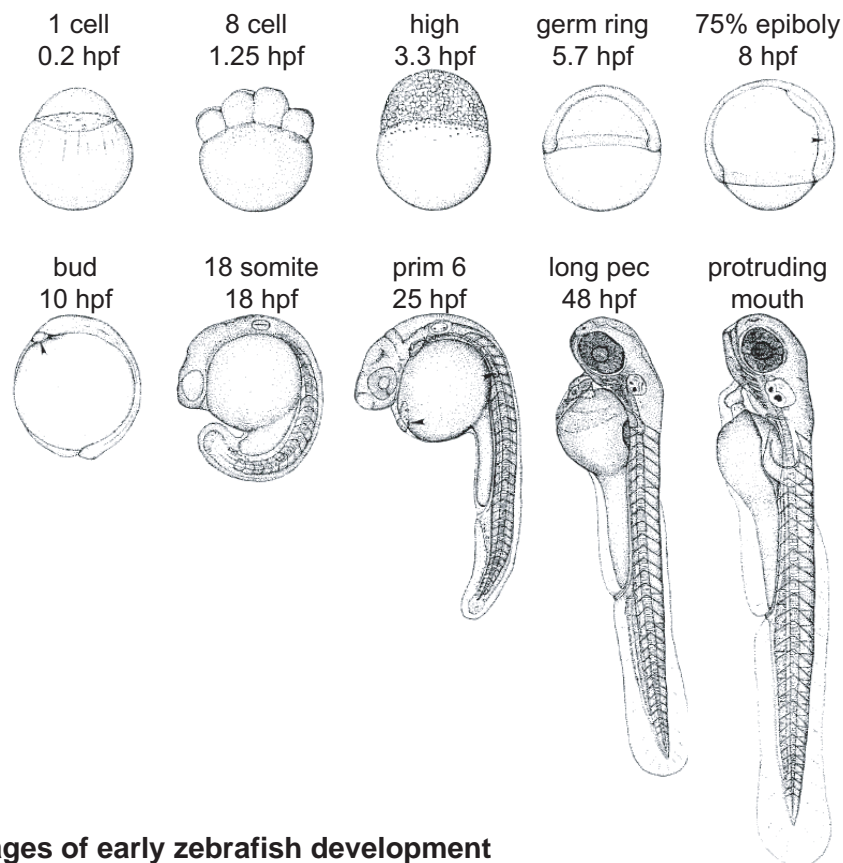 1 cell
0.2 hpf
8 cell
1.25 hpf
high
3.3 hpf
germ ring
5.7 hpf
75% epiboly
8 hpf
bud
10 hpf
18 somite
18 hpf
prim 6
25 hpf
long pec
48 hpf
protruding
mouth
ages of early zebrafish development